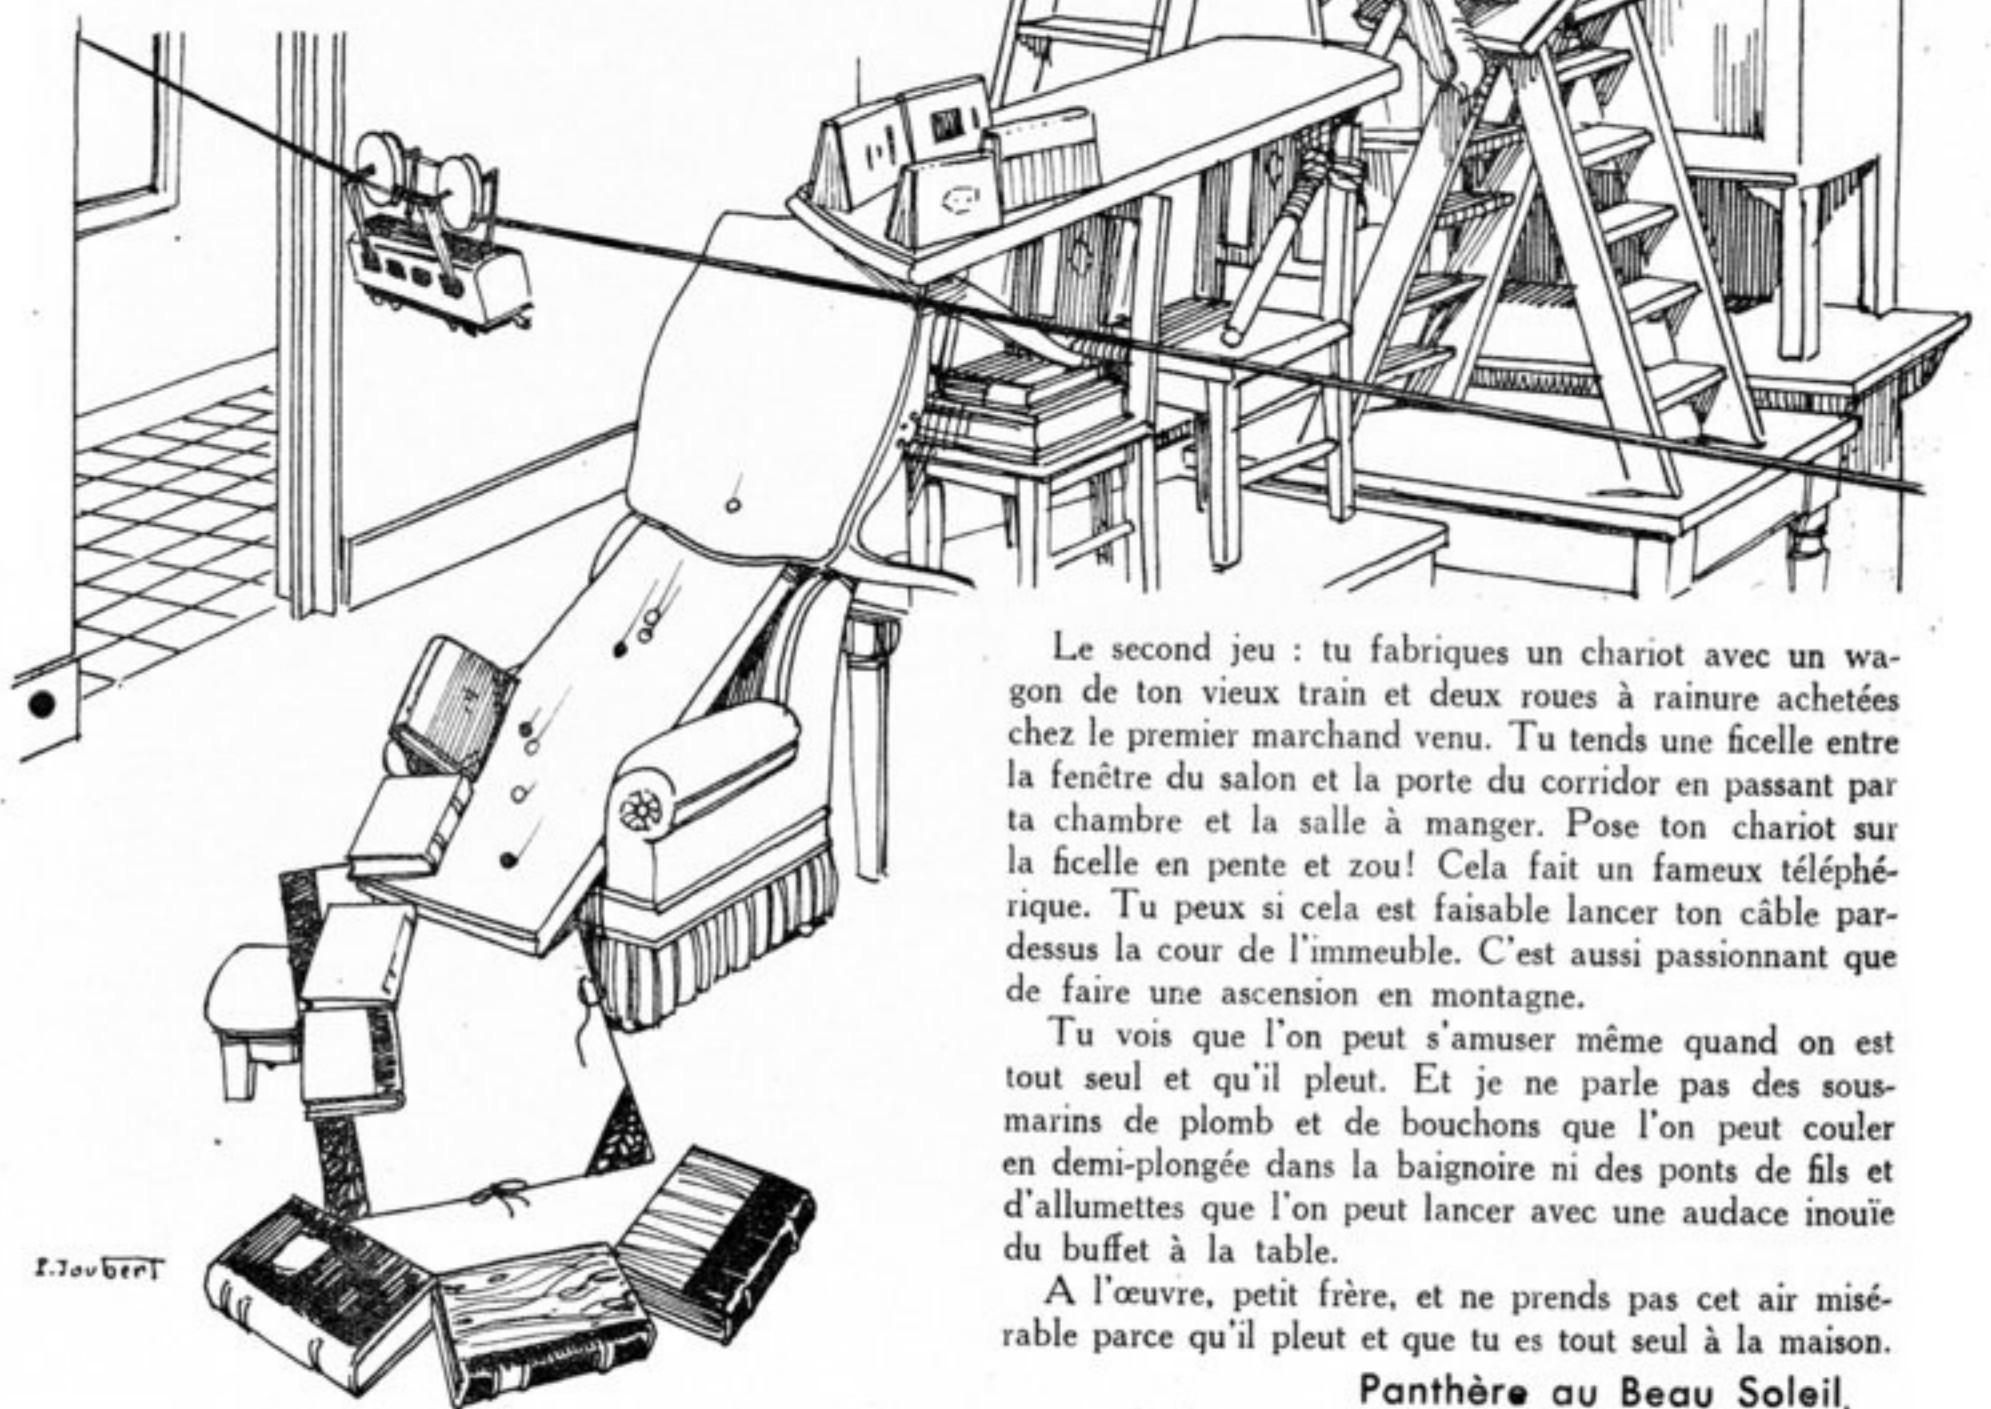 Le second jeu : tu fabriques un chariot avec un wa-
gon de ton vieux train et deux roues à rainure achetées
chez le premier marchand venu. Tu tends une ficelle entre
la fenêtre du salon et la porte du corridor en passant par
ta chambre et la salle à manger. Pose ton chariot sur
la ficelle en pente et zou! Cela fait un fameux téléphé-
rique. Tu peux si cela est faisable lancer ton câble par-
dessus la cour de l'immeuble. C'est aussi passionnant que
de faire une ascension en montagne.
Tu vois que l'on peut s'amuser même quand on est
tout seul et qu'il pleut. Et je ne parle pas des sous-
marins de plomb et de bouchons que l'on peut couler
en demi-plongée dans la baignoire ni des ponts de fils et
d'allumettes que l'on peut lancer avec une audace inouïe
du buffet à la table.
A l'œuvre, petit frère, et ne prends pas cet air misé-
rable parce qu'il pleut et que tu es tout seul à la maison.
Panthère au Beau Soleil.
P. Joubert